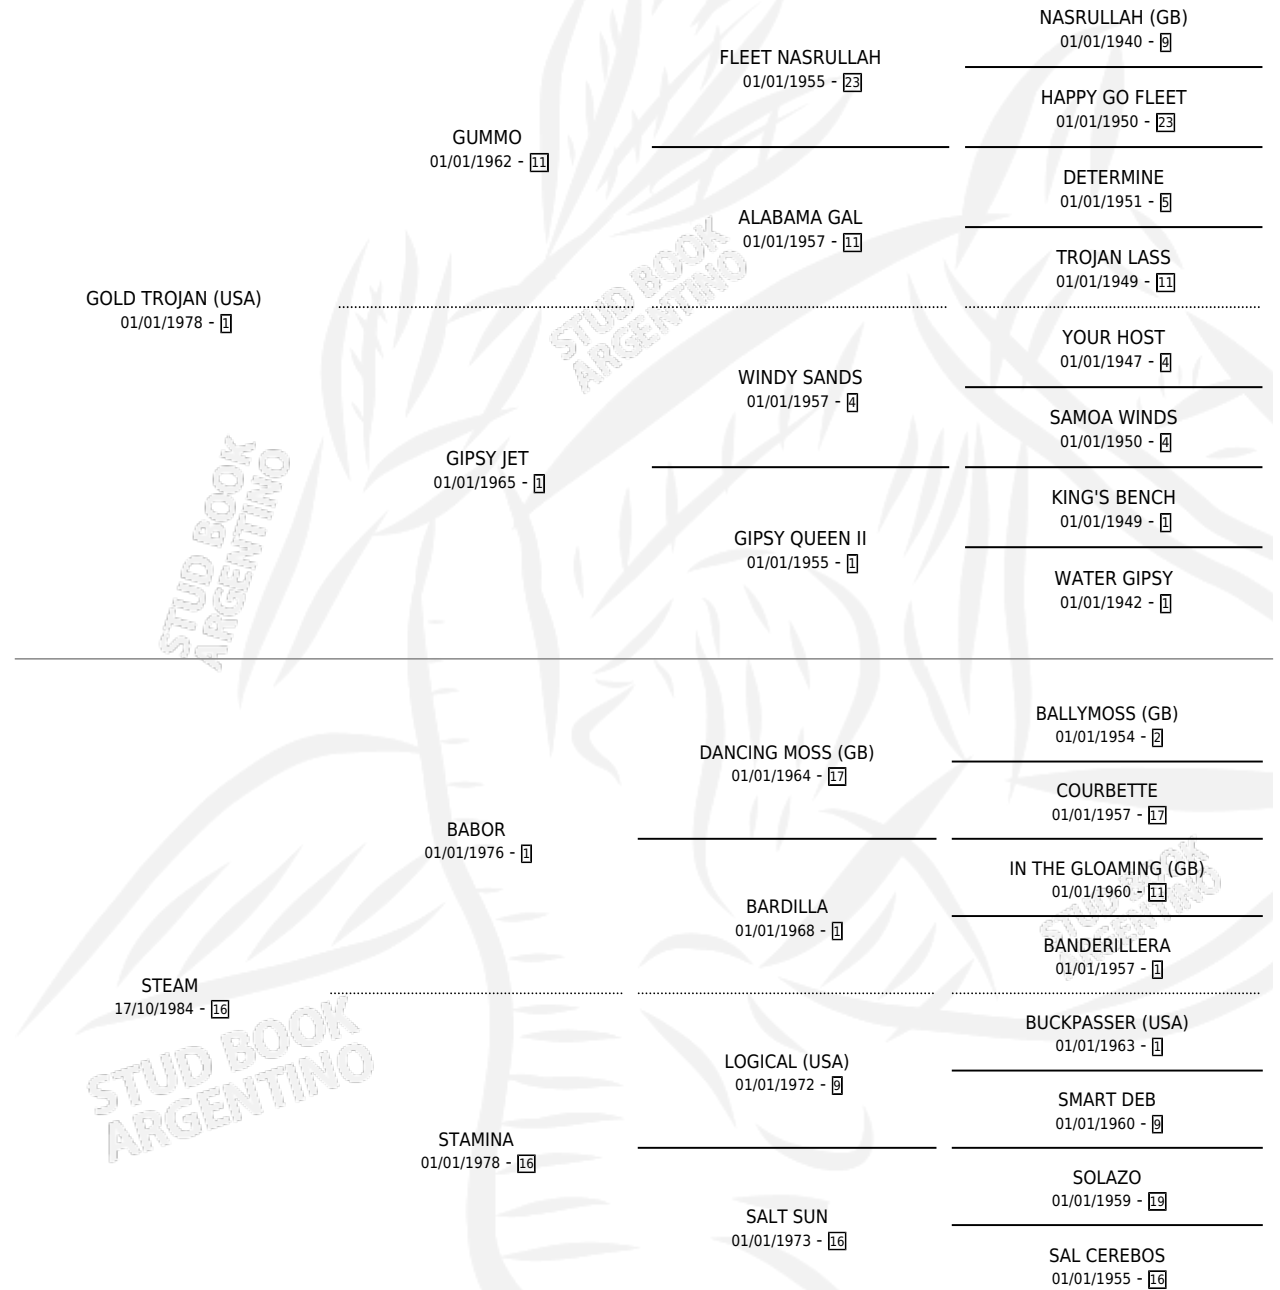 NASRULLAH (GB)
01/01/1940 - 9
FLEET NASRULLAH
01/01/1955 - 23
HAPPY GO FLEET
01/01/1950 - 23
GUMMO
01/01/1962 - 11
DETERMINE
01/01/1951 - 5
ALABAMA GAL
01/01/1957 - 11
TROJAN LASS
01/01/1949 - 11
GOLD TROJAN (USA)
01/01/1978 - 1
YOUR HOST
01/01/1947 - 4
WINDY SANDS
01/01/1957 - 4
SAMOA WINDS
01/01/1950 - 4
GIPSY JET
01/01/1965 - 1
KING'S BENCH
01/01/1949 - 1
GIPSY QUEEN II
01/01/1955 - 1
WATER GIPSY
01/01/1942 - 1
BALLYMOSS (GB)
01/01/1954 - 2
DANCING MOSS (GB)
01/01/1964 - 17
COURBETTE
01/01/1957 - 17
BABOR
01/01/1976 - 1
IN THE GLOAMING (GB)
01/01/1960 - 11
BARDILLA
01/01/1968 - 1
BANDERILLERA
01/01/1957 - 1
STEAM
17/10/1984 - 16
BUCKPASSER (USA)
01/01/1963 - 1
LOGICAL (USA)
01/01/1972 - 9
SMART DEB
01/01/1960 - 9
STAMINA
01/01/1978 - 16
SOLAZO
01/01/1959 - 19
SALT SUN
01/01/1973 - 16
SAL CEREBOS
01/01/1955 - 16
STUD BOOK
ARGENTINO
STUD BOOK
ARGENTINO
STUD BOOK
ARGENTINO
STUD BOOK
ARGENTINO